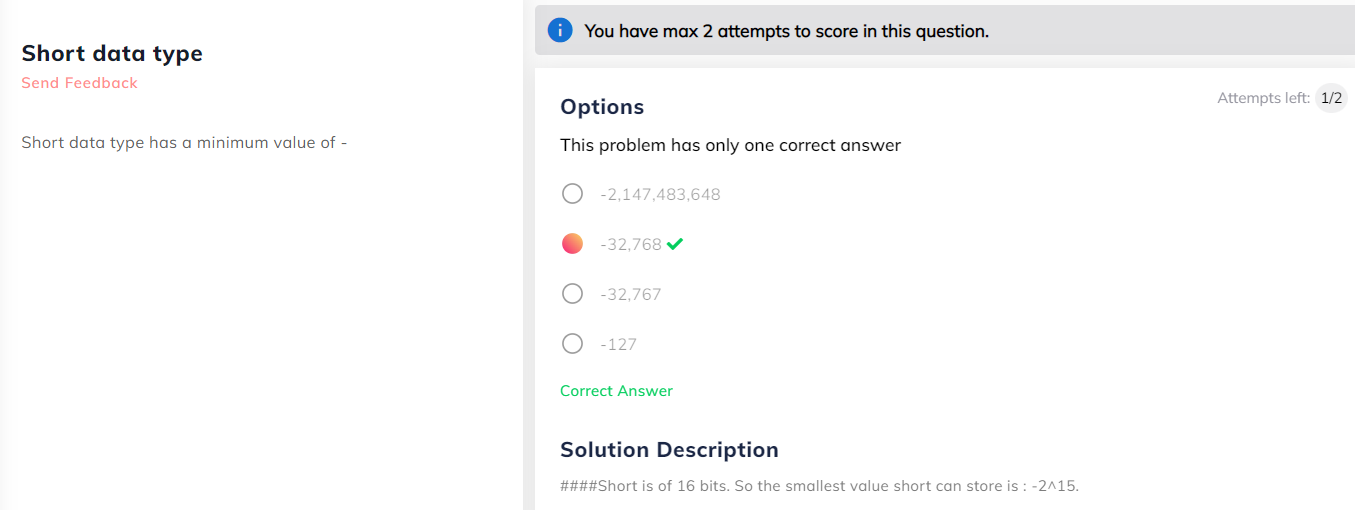 Short data type
Send Feedback
Short data type has a minimum value of -
You have max 2 attempts to score in this question.
Options
Attempts left: 1/2
This problem has only one correct answer
-2,147,483,648
-32,768
-32,767
-127
Correct Answer
Solution Description
####Short is of 16 bits. So the smallest value short can store is : -2^15.